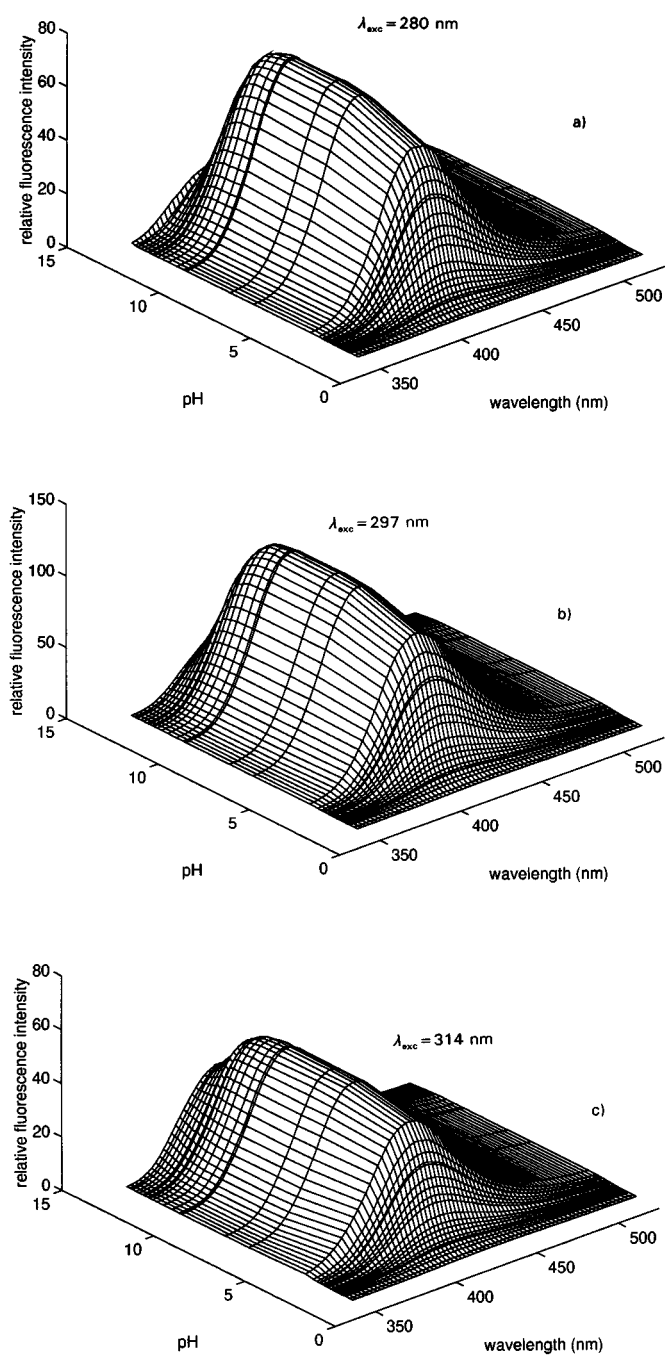 λexc = 280 nm
a)
relative fluorescence intensity
80
60
40
20
0
15
10
5
0
pH
350
400
450
500
wavelength (nm)
λexc = 297 nm
b)
relative fluorescence intensity
150
100
50
0
15
10
5
0
pH
350
400
450
500
wavelength (nm)
λexc = 314 nm
c)
relative fluorescence intensity
80
60
40
20
0
15
10
5
0
pH
350
400
450
500
wavelength (nm)